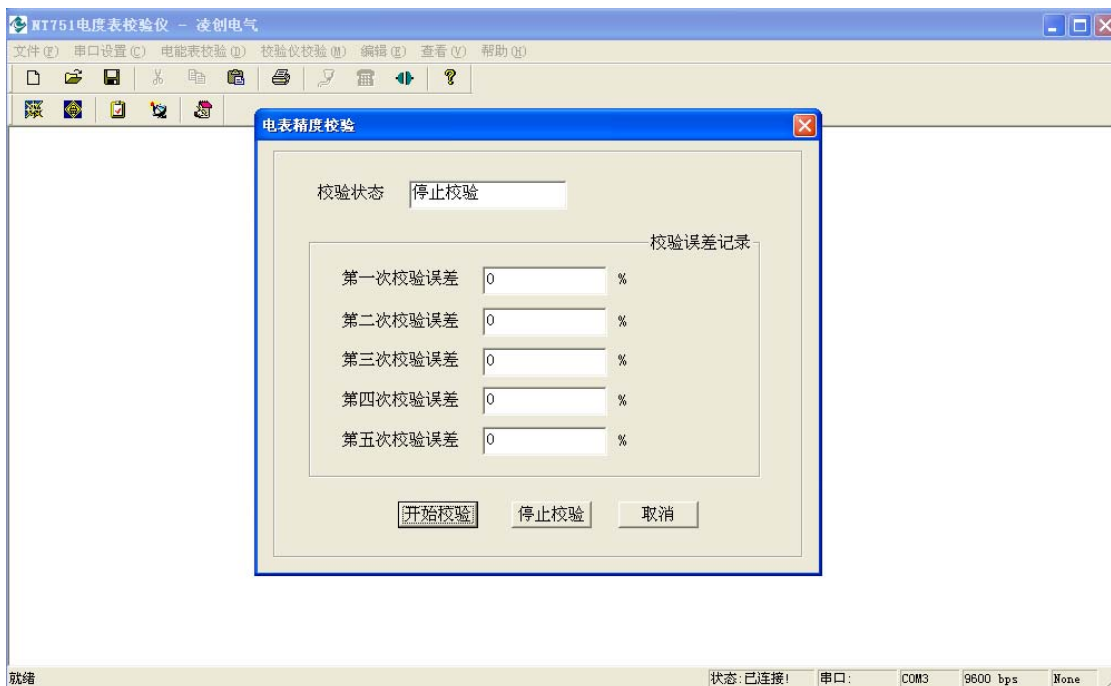 NT751电度表校验仪 - 凌创电气
文件(F) 串口设置(C) 电能表校验(D) 校验仪校验(M) 编辑(E) 查看(V) 帮助(H)
电表精度校验
校验状态 停止校验
校验误差记录
第一次校验误差 0 %
第二次校验误差 0 %
第三次校验误差 0 %
第四次校验误差 0 %
第五次校验误差 0 %
开始校验 停止校验 取消
就绪 状态:已连接! 串口: COM3 9600 bps None